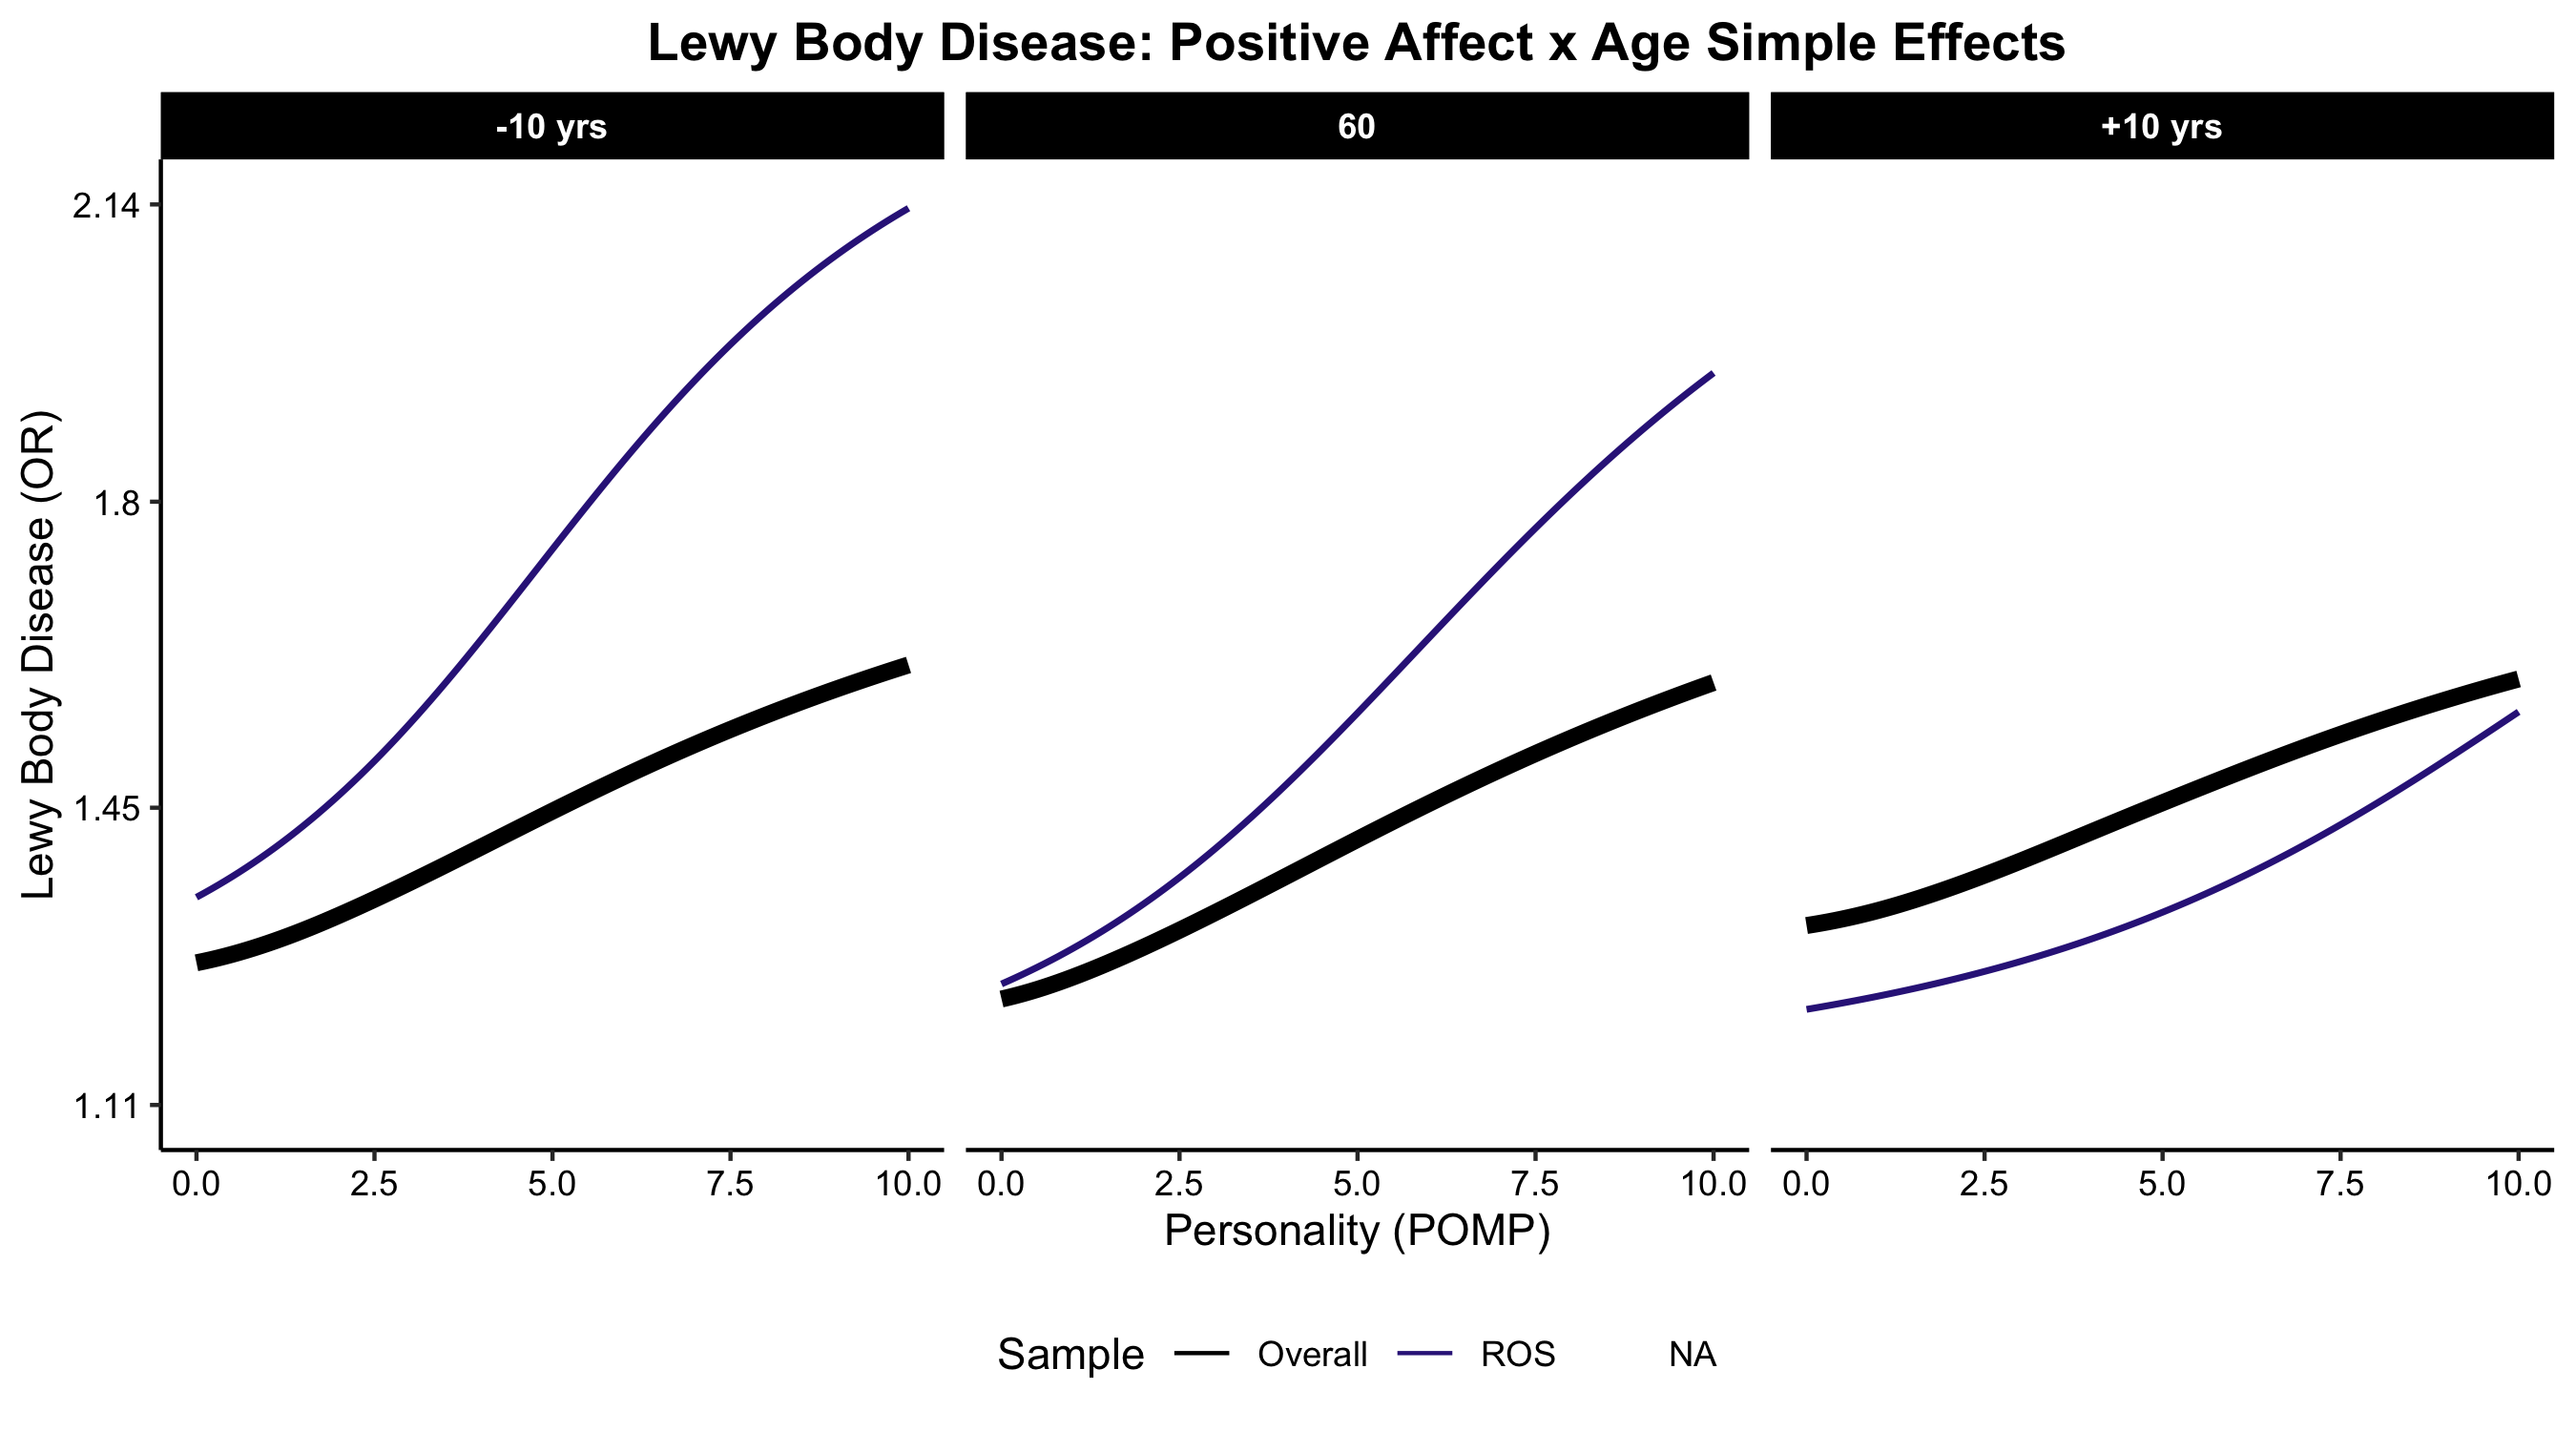 Lewy Body Disease: Positive Affect x Age Simple Effects
-10 yrs
60
+10 yrs
Lewy Body Disease (OR)
2.14
1.8
1.45
1.11
0.0 2.5 5.0 7.5 10.0
0.0 2.5 5.0 7.5 10.0
0.0 2.5 5.0 7.5 10.0
Personality (POMP)
Sample Overall ROS NA